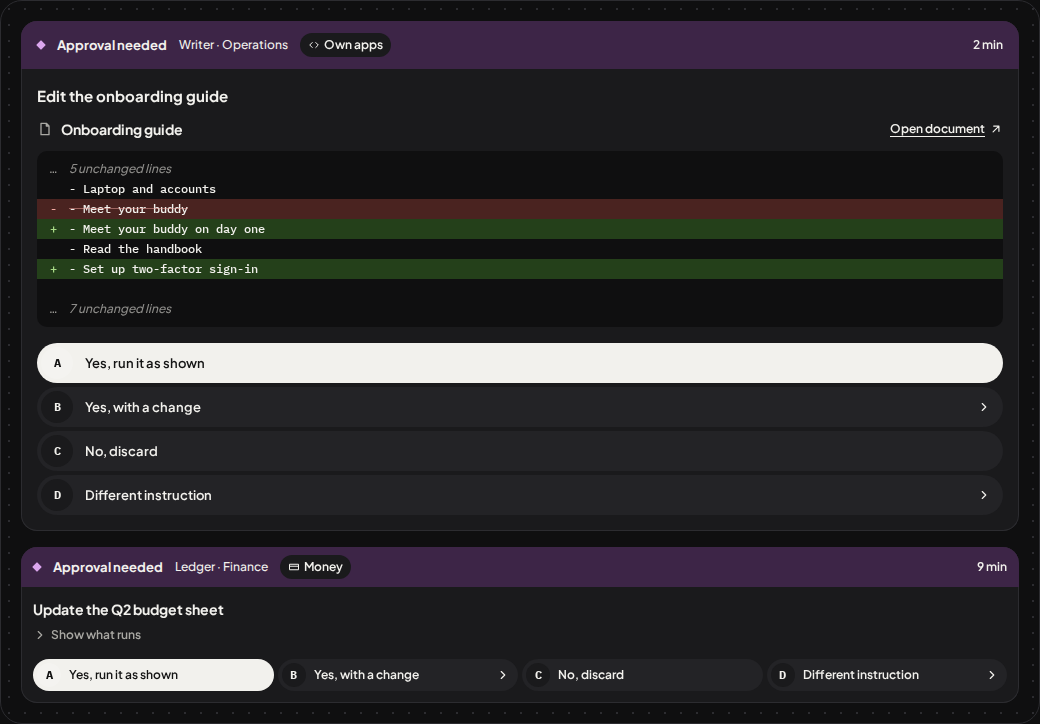 Approval needed Writer · Operations Own apps 2 min
Edit the onboarding guide
Onboarding guide Open document
… 5 unchanged lines
- Laptop and accounts
- - Meet your buddy
+ - Meet your buddy on day one
- Read the handbook
+ - Set up two-factor sign-in
… 7 unchanged lines
A Yes, run it as shown
B Yes, with a change
C No, discard
D Different instruction
Approval needed Ledger · Finance Money 9 min
Update the Q2 budget sheet
Show what runs
A Yes, run it as shown B Yes, with a change C No, discard D Different instruction